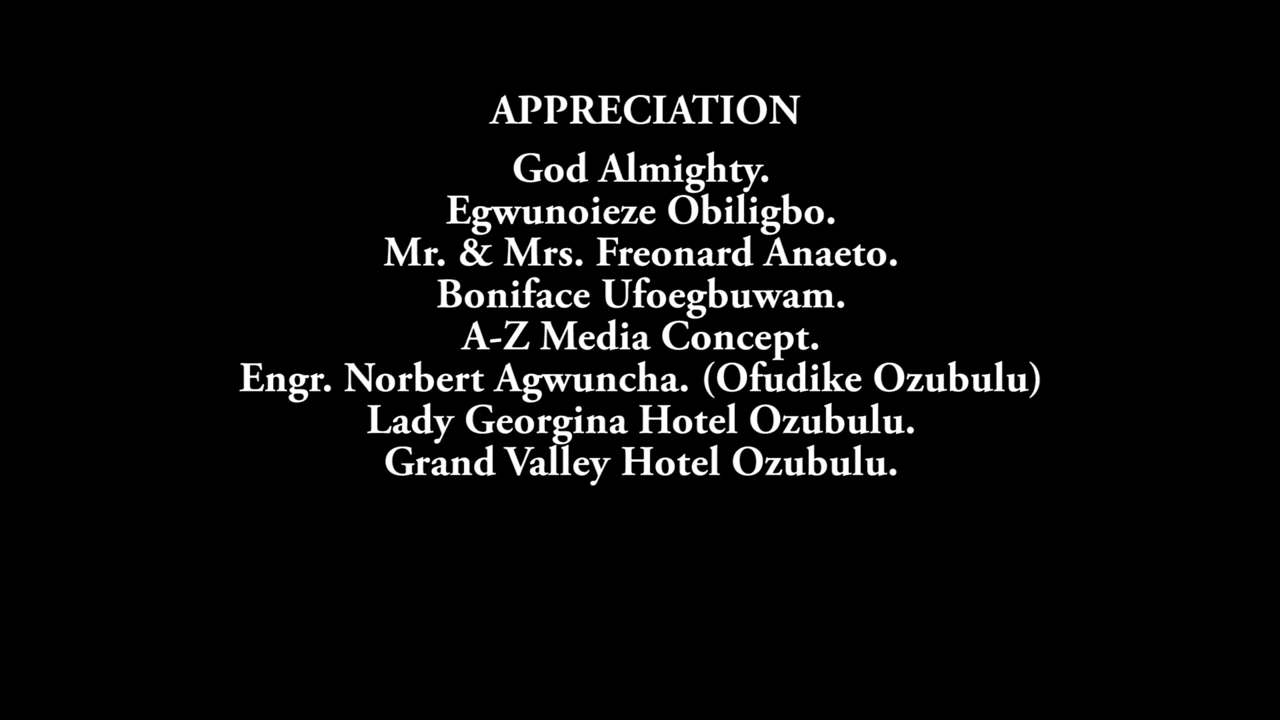 APPRECIATION
God Almighty.
Egwunoieze Obiligbo.
Mr. & Mrs. Freonard Anaeto.
Boniface Ufoegbuwam.
A-Z Media Concept.
Engr. Norbert Agwuncha. (Ofudike Ozubulu)
Lady Georgina Hotel Ozubulu.
Grand Valley Hotel Ozubulu.